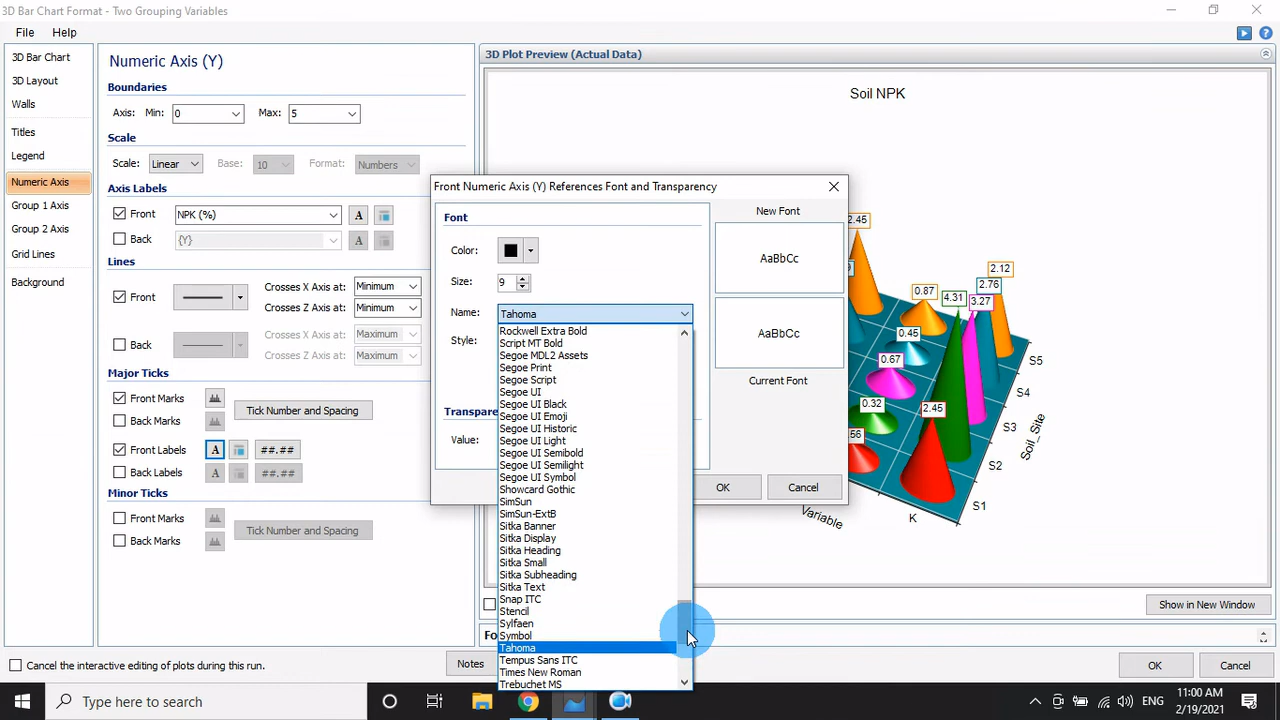 3D Bar Chart Format - Two Grouping Variables
File Help
3D Bar Chart
3D Layout
Walls
Titles
Legend
Numeric Axis
Group 1 Axis
Group 2 Axis
Grid Lines
Background
Numeric Axis (Y)
Boundaries
Axis: Min: 0 Max: 5
Scale
Scale: Linear Base: 10 Format: Numbers
Axis Labels
Front NPK (%) A
Back {Y} A
Lines
Front Crosses X Axis at: Minimum
Crosses Z Axis at: Minimum
Back Crosses X Axis at: Maximum
Crosses Z Axis at: Maximum
Major Ticks
Front Marks Tick Number and Spacing
Back Marks
Front Labels A ##.##
Back Labels A ##.##
Minor Ticks
Front Marks Tick Number and Spacing
Back Marks
3D Plot Preview (Actual Data)
Soil NPK
2.45
2.12
2.76
0.87
4.31
3.27
0.45
0.67
2.45
0.32
56
S5
S4
S3
S2
S1
Soil_Site
K
Variable
Front Numeric Axis (Y) References Font and Transparency
Font
Color:
Size: 9
Name: Tahoma
Style:
Transpare
Value:
New Font
AaBbCc
AaBbCc
Current Font
OK Cancel
Rockwell Extra Bold
Script MT Bold
Segoe MDL2 Assets
Segoe Print
Segoe Script
Segoe UI
Segoe UI Black
Segoe UI Emoji
Segoe UI Historic
Segoe UI Light
Segoe UI Semibold
Segoe UI Semilight
Segoe UI Symbol
Showcard Gothic
SimSun
SimSun-ExtB
Sitka Banner
Sitka Display
Sitka Heading
Sitka Small
Sitka Subheading
Sitka Text
Snap ITC
Stencil
Sylfaen
Symbol
Tahoma
Tempus Sans ITC
Times New Roman
Trebuchet MS
Show in New Window
Fo
Cancel the interactive editing of plots during this run.
Notes
OK Cancel
Type here to search
ENG
11:00 AM
2/19/2021